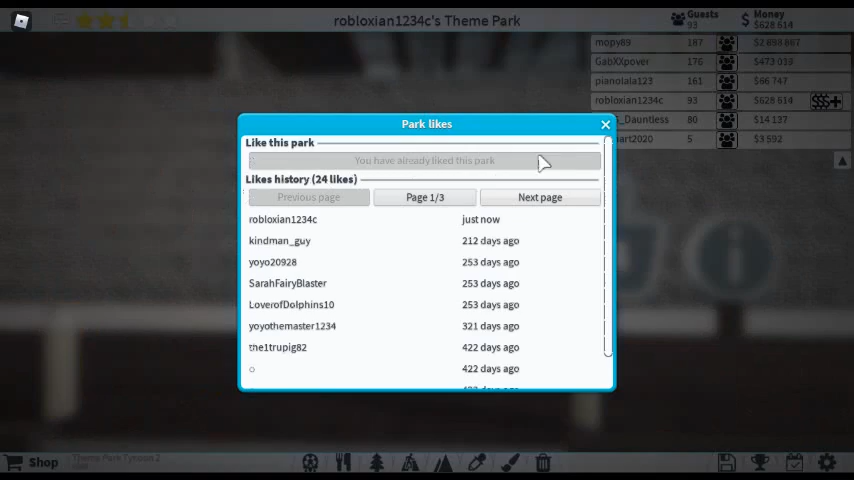 robloxian1234c's Theme Park
Guests
93
Money
$628 614
mopy89 187
GabXXpover 176 $473 039
pianolala123 161 $66 747
robloxian1234c 93 $628 614 $$$+
Dauntless 80 $14 137
art2020 5 $3 592
Park likes
Like this park
You have already liked this park
Likes history (24 likes)
Previous page Page 1/3 Next page
robloxian1234c just now
kindman_guy 212 days ago
yoyo20928 253 days ago
SarahFairyBlaster 253 days ago
LoverofDolphins10 253 days ago
yoyothemaster1234 321 days ago
the1trupig82 422 days ago
422 days ago
Shop
Theme Park Tycoon 2